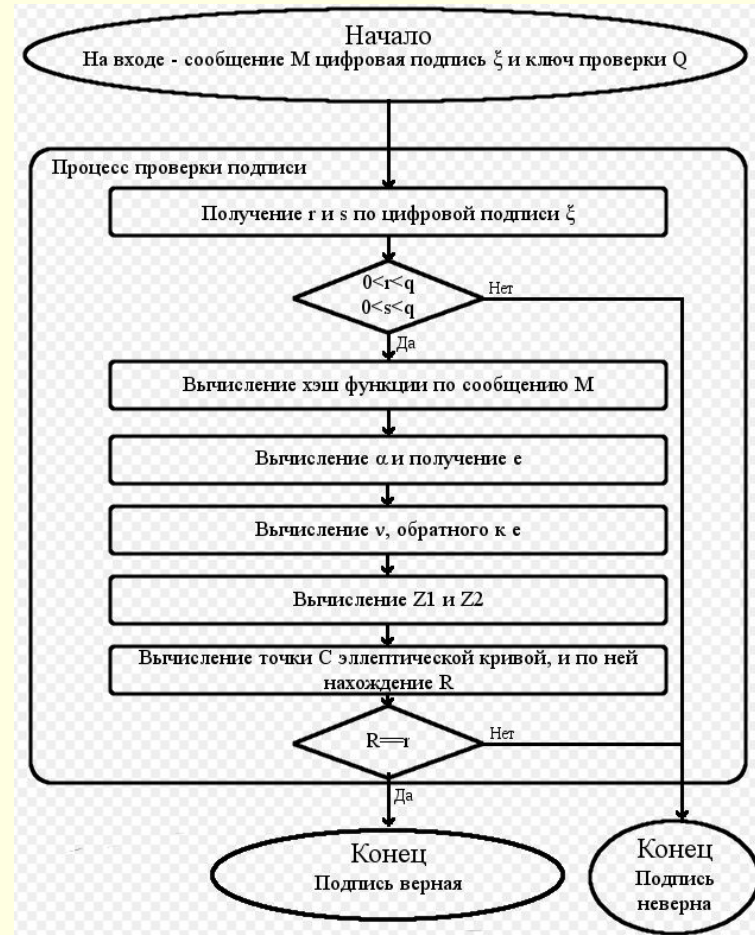 Начало
На входе - сообщение М цифровая подпись ξ и ключ проверки Q
Процесс проверки подписи
Получение r и s по цифровой подписи ξ
0<r<q
0<s<q
Нет
Да
Вычисление хэш функции по сообщению М
Вычисление α и получение e
Вычисление ν, обратного к e
Вычисление Z1 и Z2
Вычисление точки С эллептической кривой, и по ней
нахождение R
R==r
Нет
Да
Конец
Подпись верная
Конец
Подпись
неверна